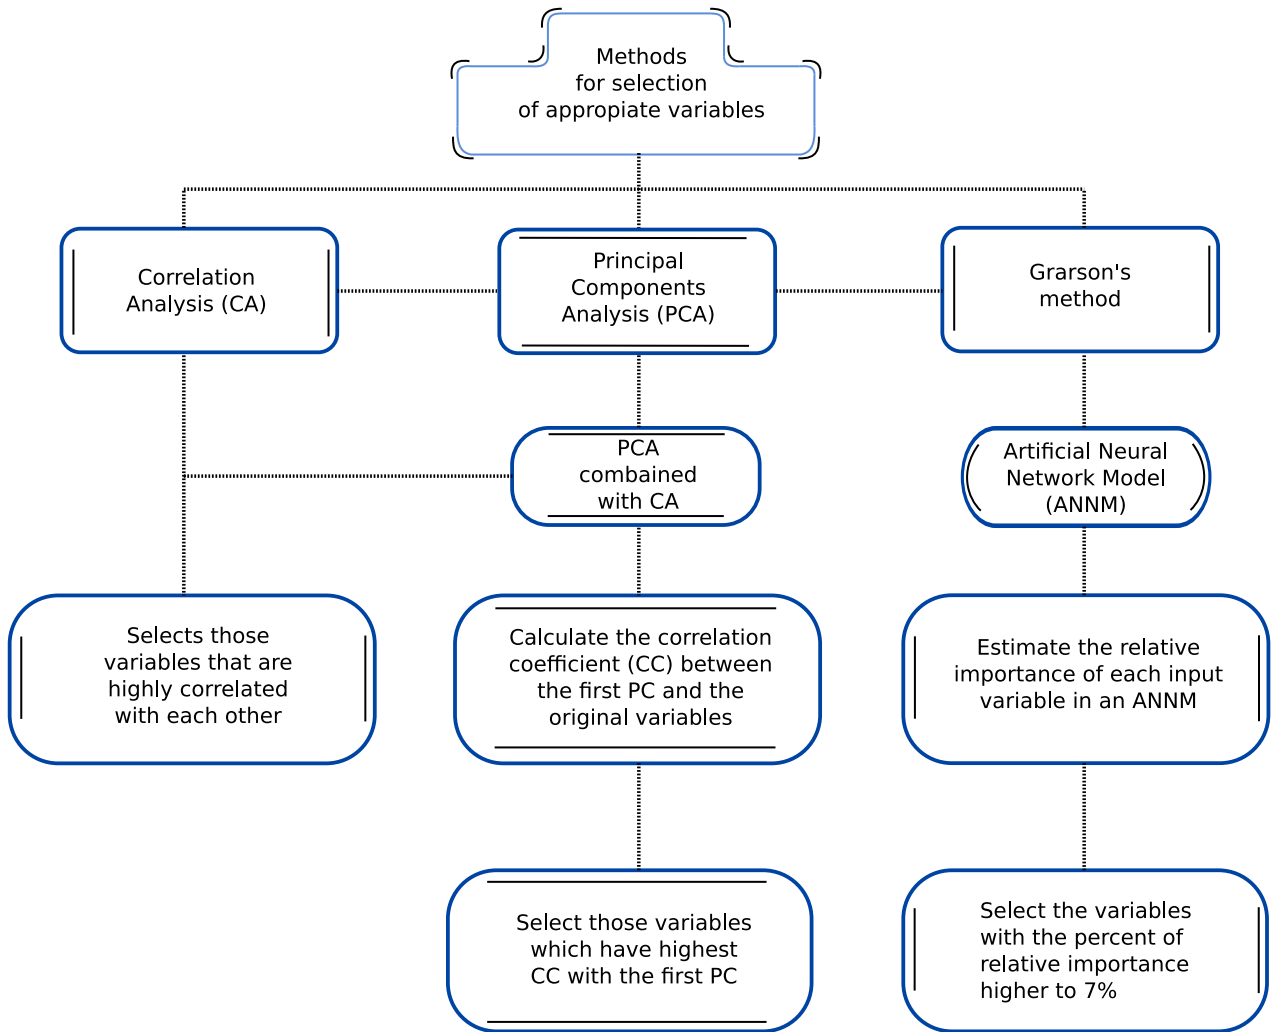 Methods
for selection
of appropiate variables
Correlation
Analysis (CA)
Principal
Components
Analysis (PCA)
Grarson's
method
PCA
combained
with CA
Artificial Neural
Network Model
(ANNM)
Selects those
variables that are
highly correlated
with each other
Calculate the correlation
coefficient (CC) between
the first PC and the
original variables
Estimate the relative
importance of each input
variable in an ANNM
Select those variables
which have highest
CC with the first PC
Select the variables
with the percent of
relative importance
higher to 7%